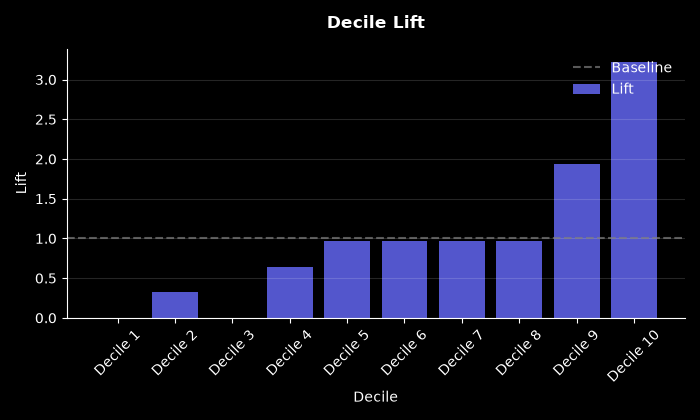 Decile Lift
Baseline
Lift
Lift
3.0
2.5
2.0
1.5
1.0
0.5
0.0
Decile 1
Decile 2
Decile 3
Decile 4
Decile 5
Decile 6
Decile 7
Decile 8
Decile 9
Decile 10
Decile